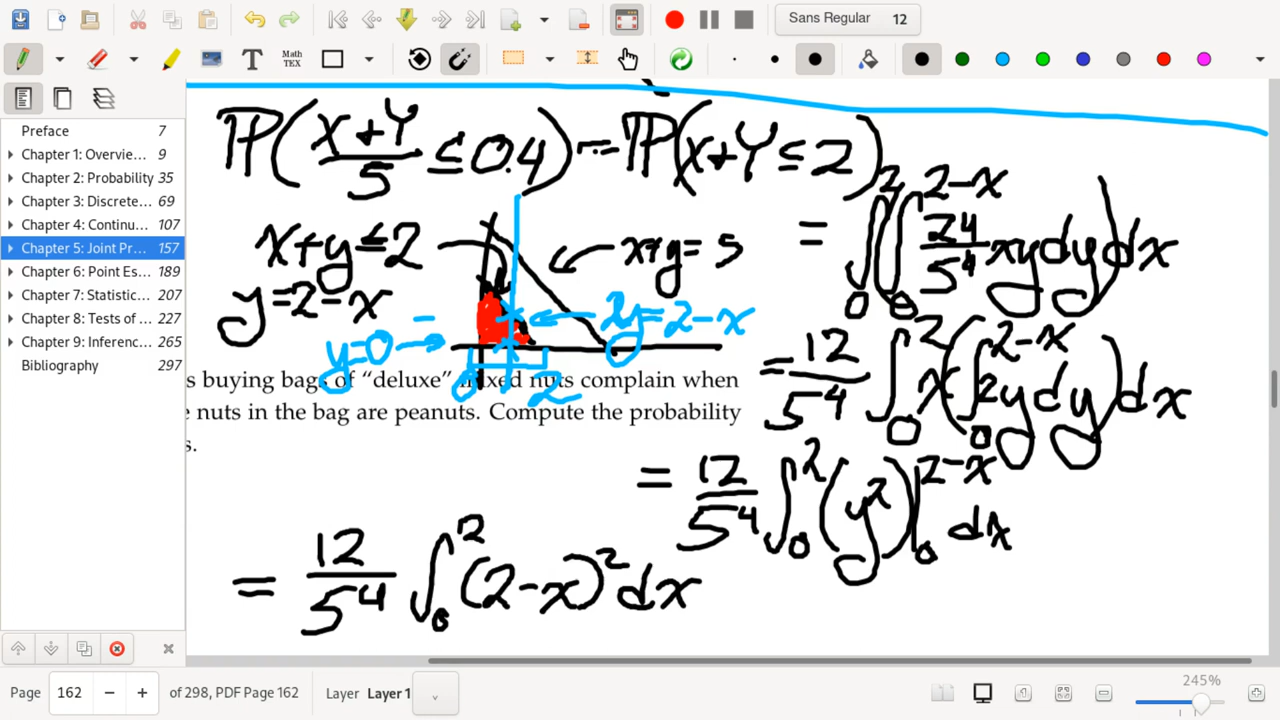 Sans Regular 12
T Math TEX
Preface 7
Chapter 1: Overvie... 9
Chapter 2: Probability 35
Chapter 3: Discrete... 69
Chapter 4: Continu... 107
Chapter 5: Joint Pr... 157
Chapter 6: Point Es... 189
Chapter 7: Statistic... 207
Chapter 8: Tests of ... 227
Chapter 9: Inferenc... 265
Bibliography 297
ℙ((X+Y)/5 ≤ 0.4) = ℙ(X+Y ≤ 2)
= ∫₀² (∫₀^{2-x} 24/5⁴ xy dy) dx
x+y ≤ 2
x+y = 5
y = 2-x
y=0
y=2-x
0 2
= 12/5⁴ ∫₀² x (∫₀^{2-x} 2y dy) dx
s buying bags of “deluxe” mixed nuts complain when
e nuts in the bag are peanuts. Compute the probability
s.
= 12/5⁴ ∫₀² (y²)|₀^{2-x} dx
= 12/5⁴ ∫₀² (2-x)² dx
Page 162 of 298, PDF Page 162 Layer Layer 1 245%